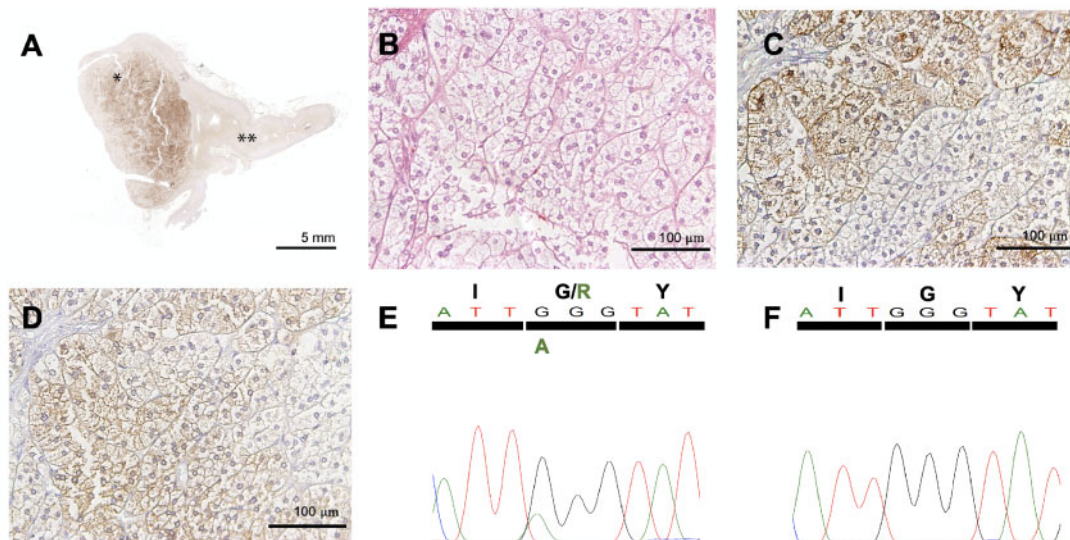 A
*
**
5 mm
B
100 µm
C
100 µm
D
100 µm
E
I G/R Y
A T T G G G T A T
A
F
I G Y
A T T G G G T A T